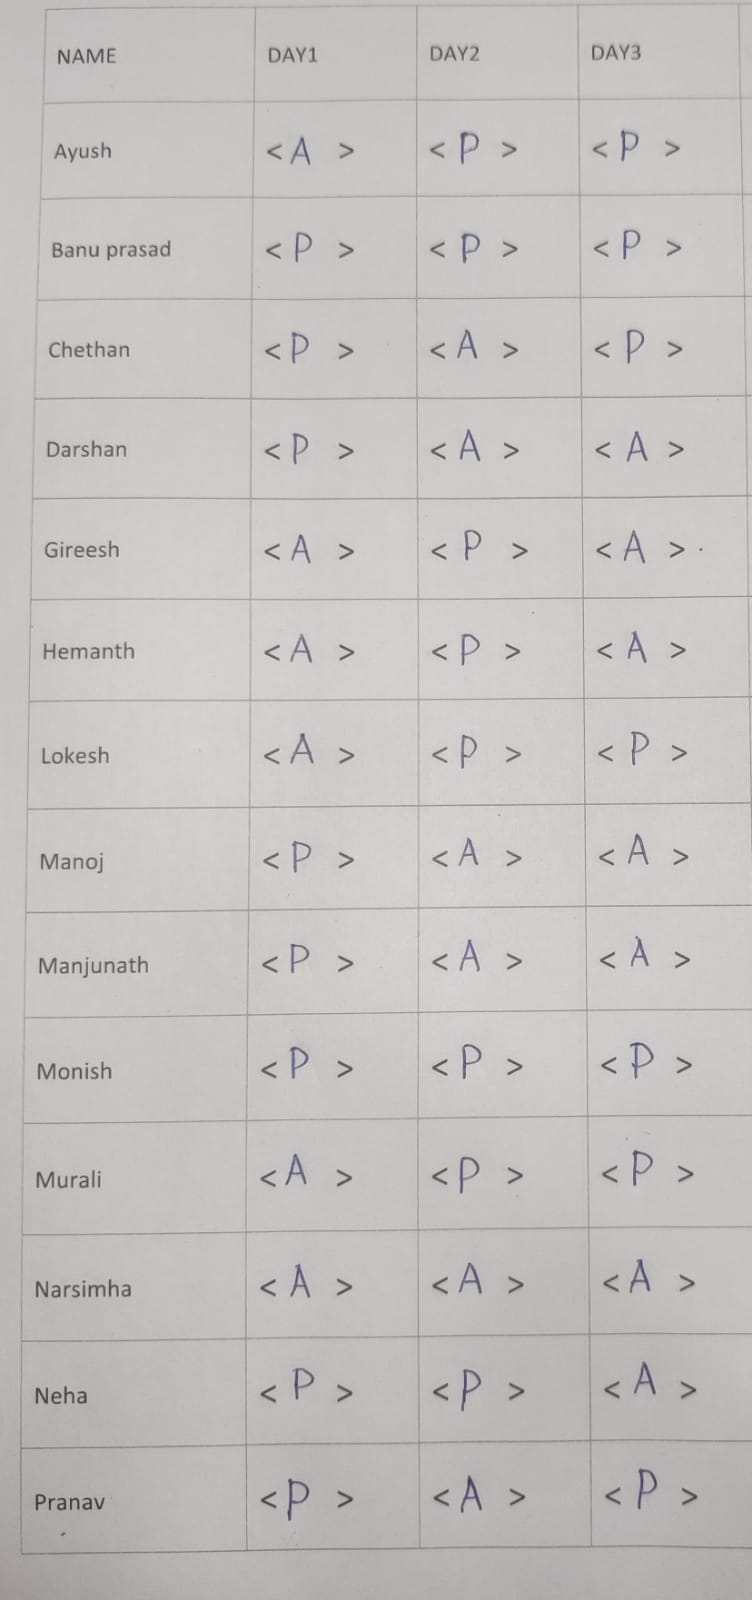 NAME DAY1 DAY2 DAY3
Ayush < A > < P > < P >
Banu prasad < P > < P > < P >
Chethan < P > < A > < P >
Darshan < P > < A > < A >
Gireesh < A > < P > < A >
Hemanth < A > < P > < A >
Lokesh < A > < P > < P >
Manoj < P > < A > < A >
Manjunath < P > < A > < A >
Monish < P > < P > < P >
Murali < A > < P > < P >
Narsimha < A > < A > < A >
Neha < P > < P > < A >
Pranav < P > < A > < P >